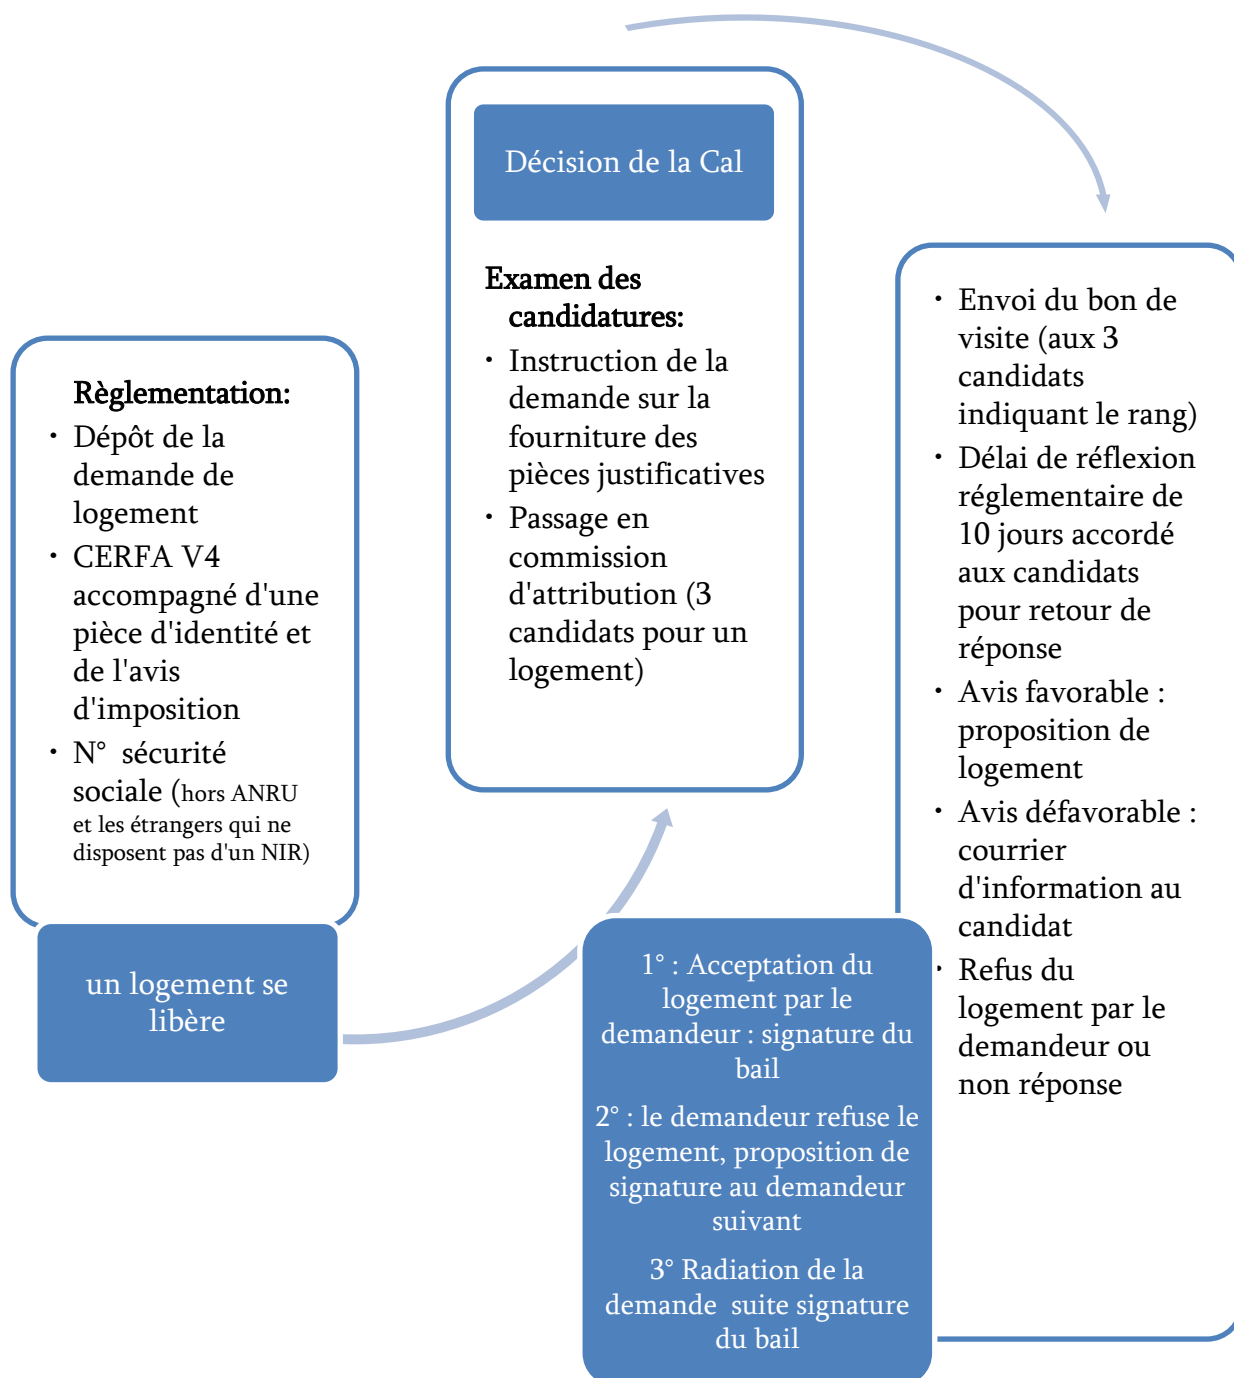 Règlementation:
• Dépôt de la
demande de
logement
• CERFA V4
accompagné d'une
pièce d'identité et
de l'avis
d'imposition
• N° sécurité
sociale (hors ANRU
et les étrangers qui ne
disposent pas d'un NIR)
un logement se
libère
Décision de la Cal
Examen des
candidatures:
• Instruction de la
demande sur la
fourniture des
pièces justificatives
• Passage en
commission
d'attribution (3
candidats pour un
logement)
• Envoi du bon de
visite (aux 3
candidats
indiquant le rang)
• Délai de réflexion
réglementaire de
10 jours accordé
aux candidats
pour retour de
réponse
• Avis favorable :
proposition de
logement
• Avis défavorable :
courrier
d'information au
candidat
• Refus du
logement par le
demandeur ou
non réponse
1° : Acceptation du
logement par le
demandeur : signature du
bail
2° : le demandeur refuse le
logement, proposition de
signature au demandeur
suivant
3° Radiation de la
demande suite signature
du bail